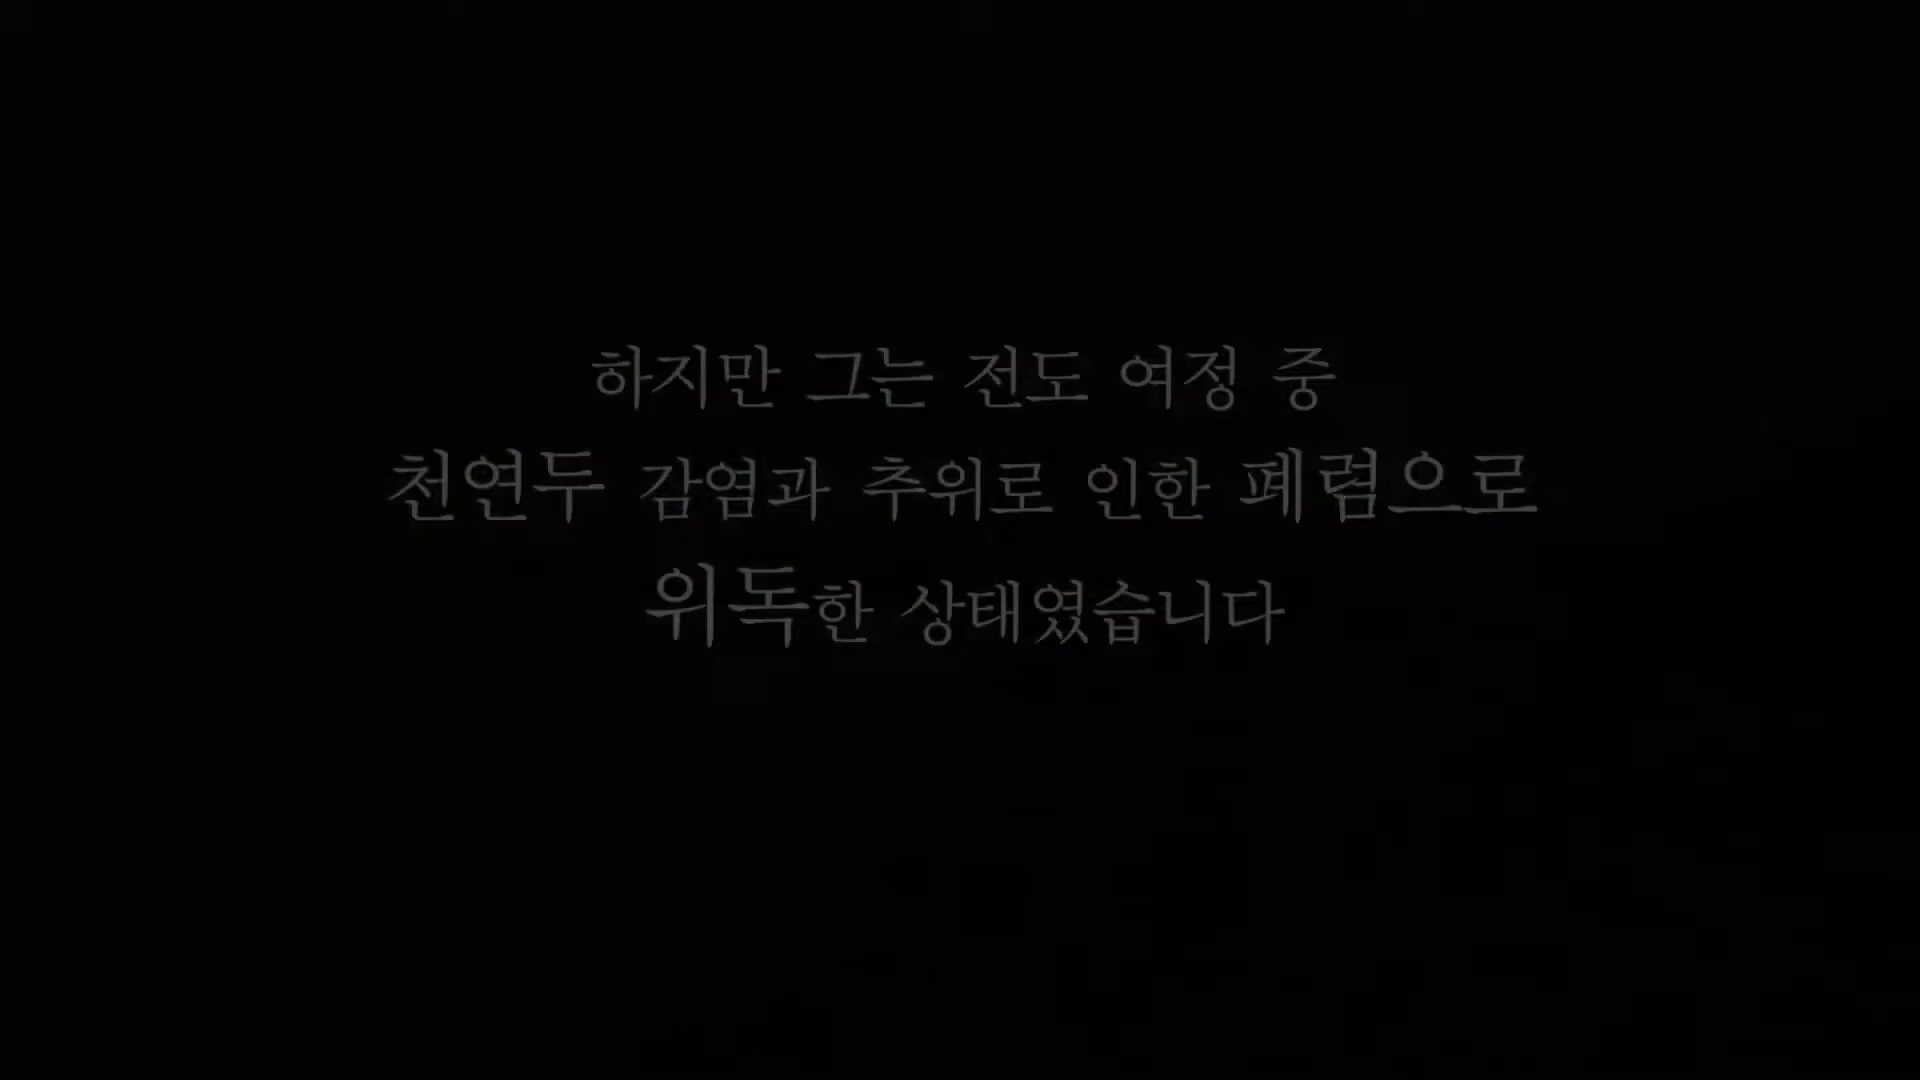 하지만 그는 전도 여정 중
천연두 감염과 추위로 인한 폐렴으로
위독한 상태였습니다